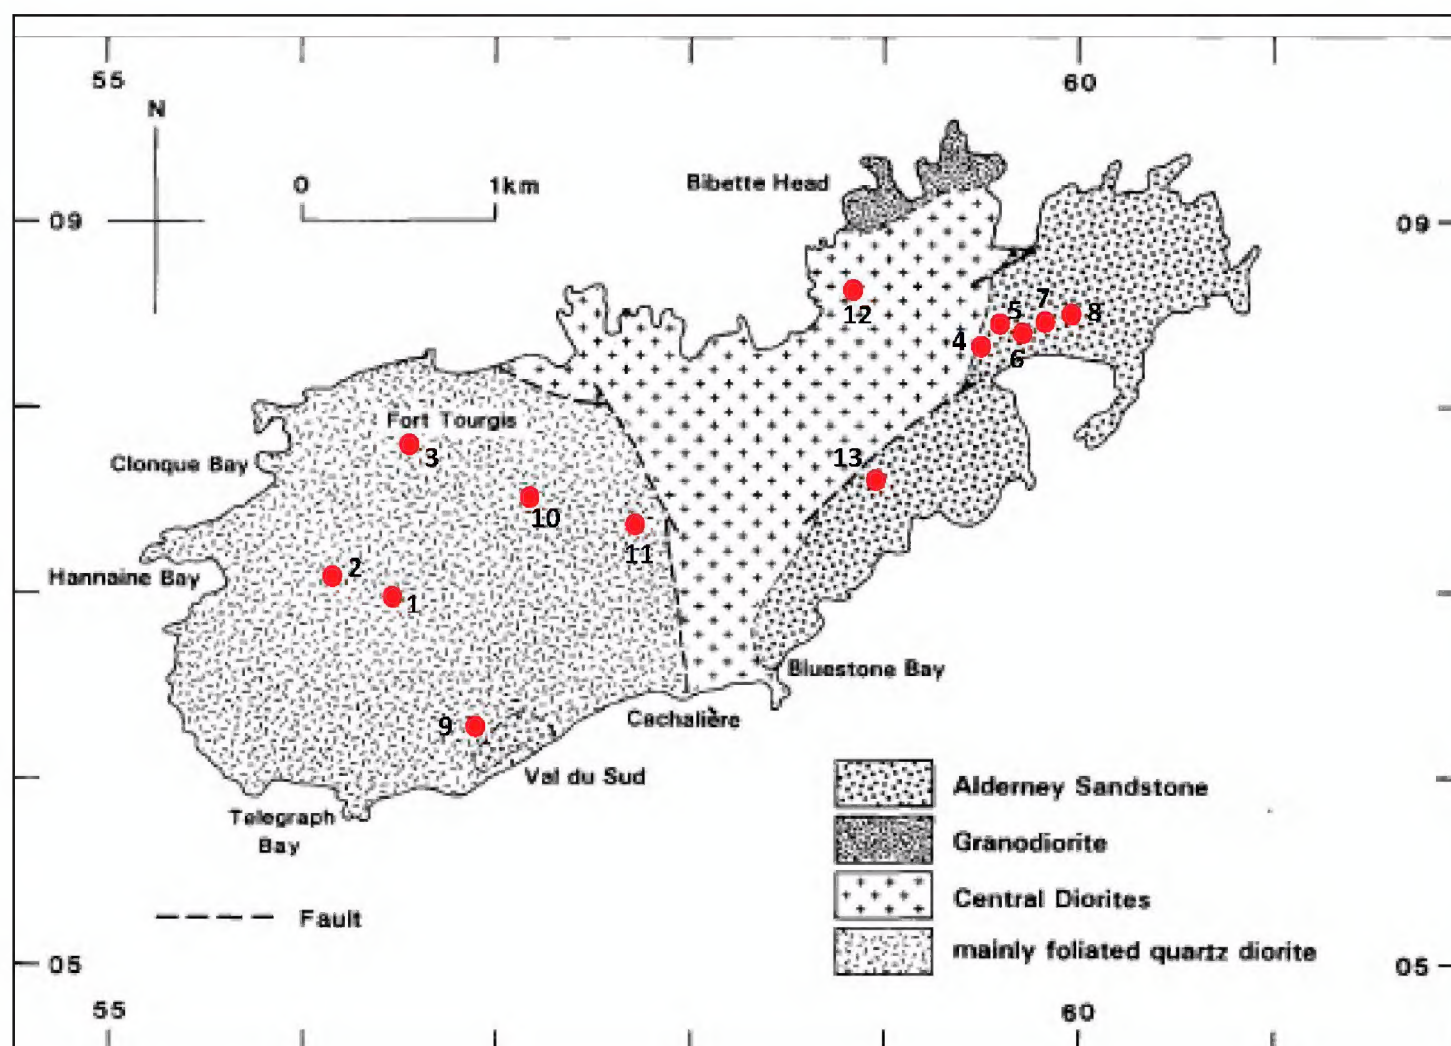 55
60
N
0
1km
Bibette Head
09
09
12
5
7
8
4
6
Fort Tourgis
3
Clonque Bay
13
10
11
Hannaine Bay
2
1
Bluestone Bay
Cachalière
9
Val du Sud
Telegraph
Bay
Alderney Sandstone
Granodiorite
Central Diorites
mainly foliated quartz diorite
Fault
05
05
55
60